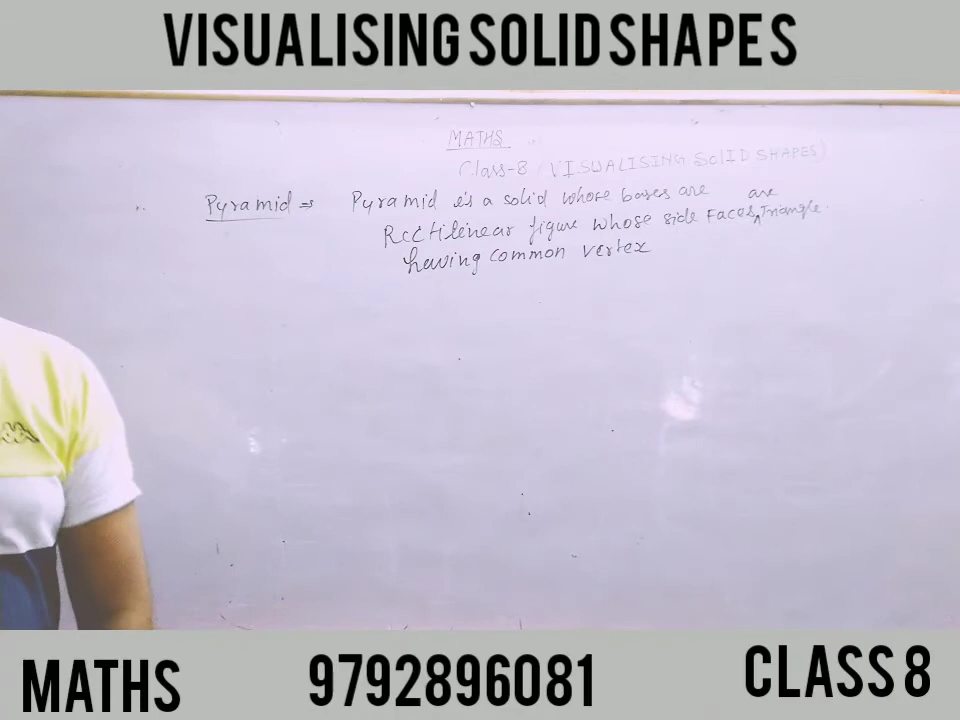 VISUALISING SOLID SHAPES
MATHS
Class-8 (VISUALISING SOlID SHAPES)
Pyramid ⇒ Pyramid is a solid whose bases are
are
Rectilinear figure whose side Faces ^ Triangle.
having common vertex
MATHS 9792896081 CLASS 8